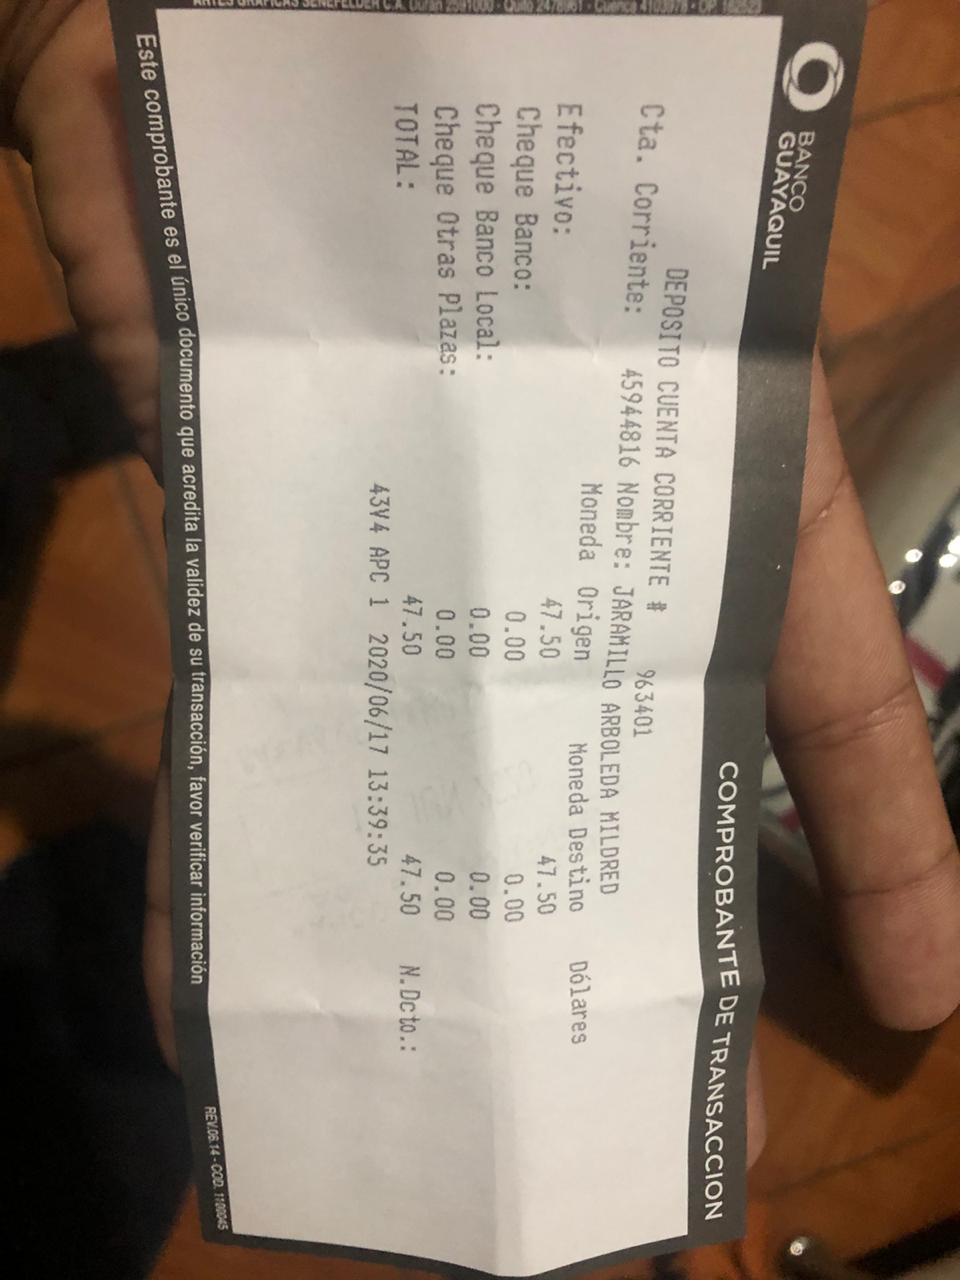 BANCO
GUAYAQUIL
COMPROBANTE DE TRANSACCION
DEPOSITO CUENTA CORRIENTE # 963401
Cta. Corriente: 45944816 Nombre: JARAMILLO ARBOLEDA MILDRED
Moneda Origen Moneda Destino Dólares
Efectivo: 47.50 47.50
Cheque Banco: 0.00 0.00
Cheque Banco Local: 0.00 0.00
Cheque Otras Plazas: 0.00 0.00
TOTAL: 47.50 47.50 N.Dcto.:
43Y4 APC 1 2020/06/17 13:39:35
Este comprobante es el único documento que acredita la validez de su transacción, favor verificar información
REV.06.14 - COD. 1100045
ARTES GRAFICAS SENEFELDER C.A. Durán 2591000 - Quito - Cuenca - OP.